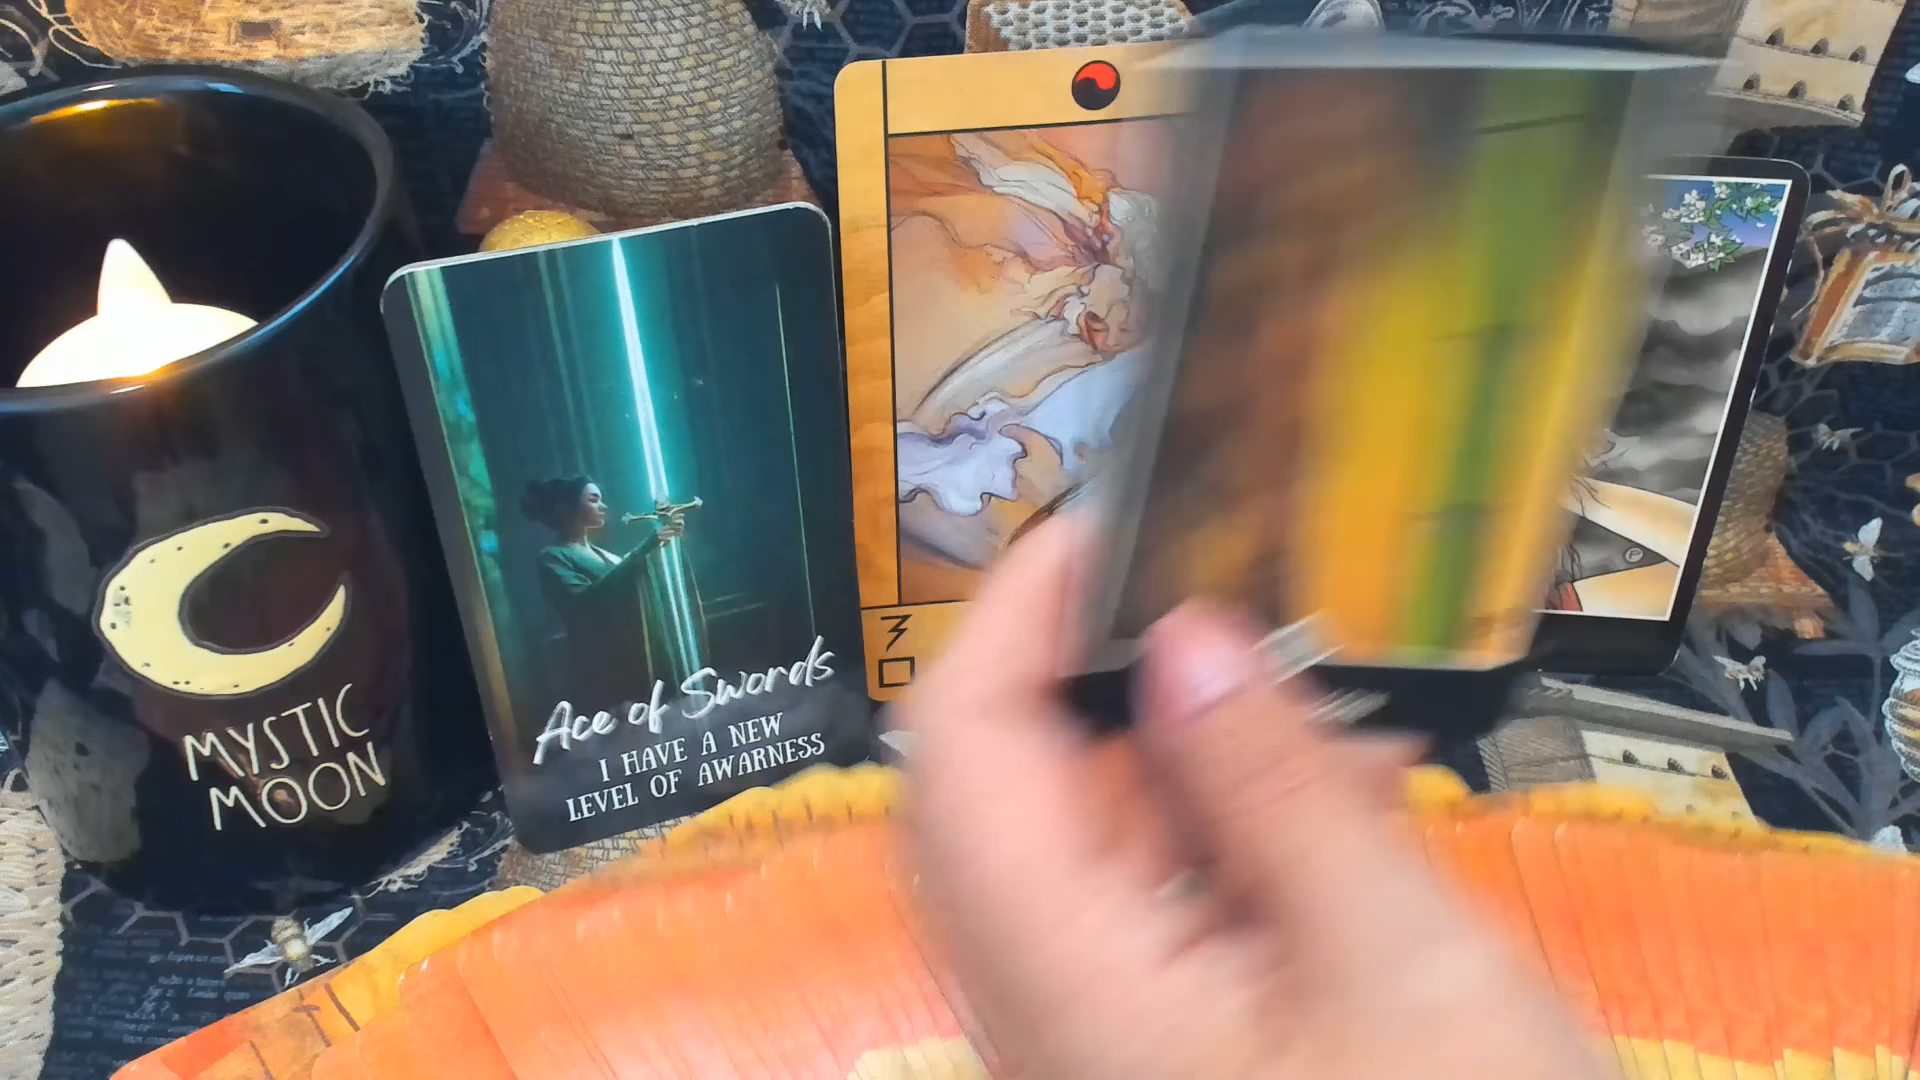 MYSTIC
MOON
Ace of Swords
I HAVE A NEW
LEVEL OF AWARNESS